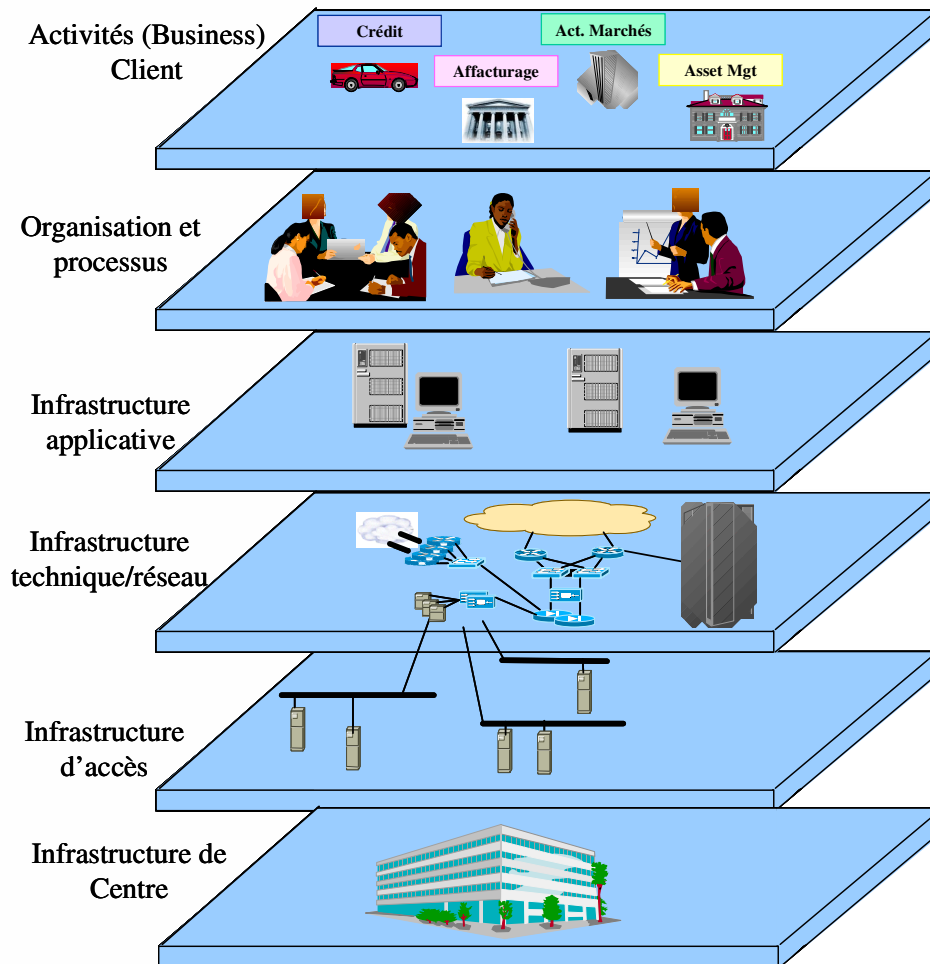 Activités (Business)
Client
Crédit
Act. Marchés
Affacturage
Asset Mgt
Organisation et
processus
Infrastructure
applicative
Infrastructure
technique/réseau
Infrastructure
d’accès
Infrastructure de
Centre